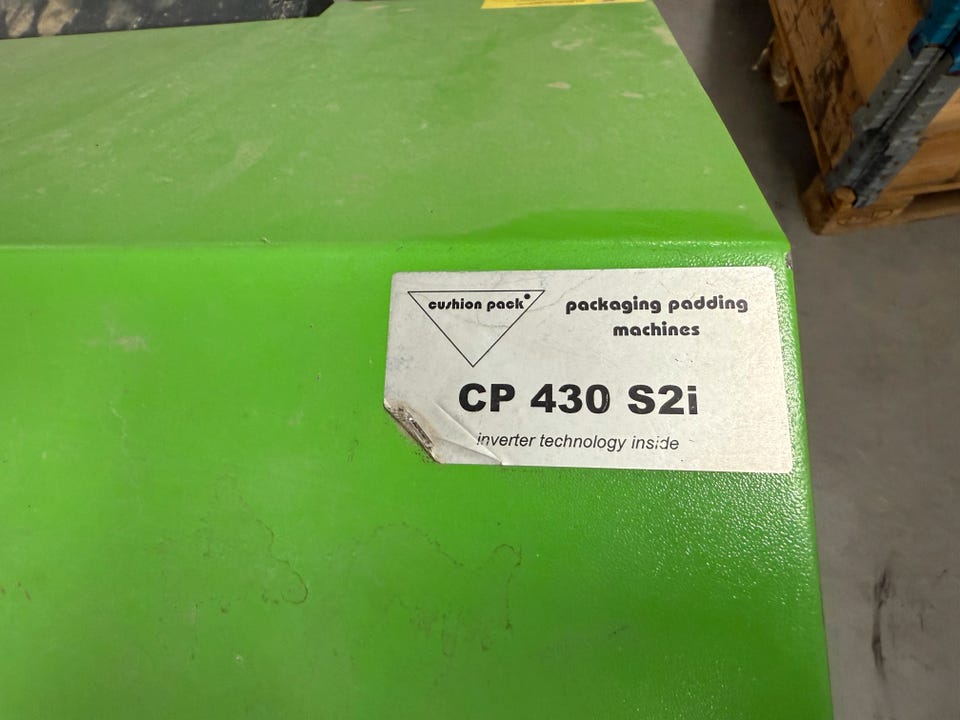 cushion pack
packaging padding
machines
CP 430 S2i
inverter technology inside